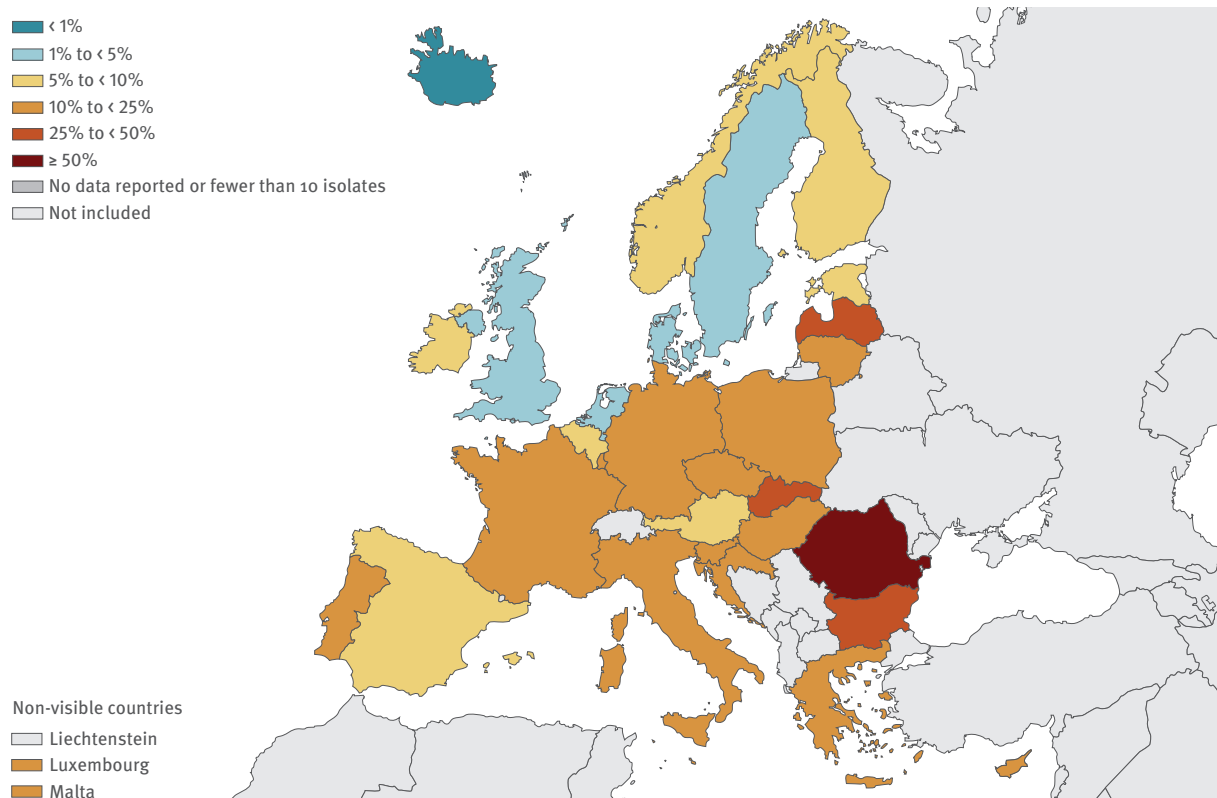 < 1%
1% to < 5%
5% to < 10%
10% to < 25%
25% to < 50%
≥ 50%
No data reported or fewer than 10 isolates
Not included
Non-visible countries
Liechtenstein
Luxembourg
Malta